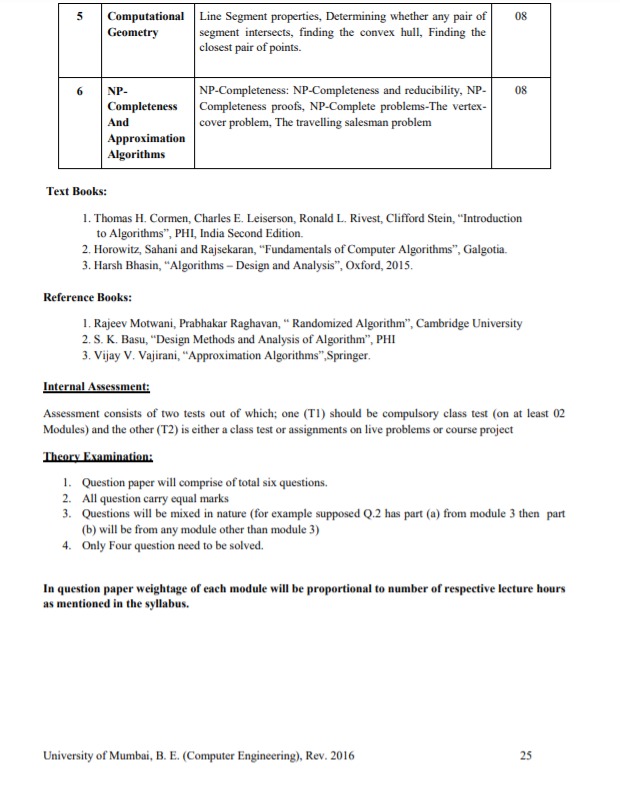 5 Computational Geometry Line Segment properties, Determining whether any pair of segment intersects, finding the convex hull, Finding the closest pair of points. 08
6 NP-Completeness And Approximation Algorithms NP-Completeness: NP-Completeness and reducibility, NP-Completeness proofs, NP-Complete problems-The vertex-cover problem, The travelling salesman problem 08
Text Books:
1. Thomas H. Cormen, Charles E. Leiserson, Ronald L. Rivest, Clifford Stein, “Introduction
to Algorithms”, PHI, India Second Edition.
2. Horowitz, Sahani and Rajsekaran, “Fundamentals of Computer Algorithms”, Galgotia.
3. Harsh Bhasin, “Algorithms – Design and Analysis”, Oxford, 2015.
Reference Books:
1. Rajeev Motwani, Prabhakar Raghavan, “ Randomized Algorithm”, Cambridge University
2. S. K. Basu, “Design Methods and Analysis of Algorithm”, PHI
3. Vijay V. Vajirani, “Approximation Algorithms”,Springer.
Internal Assessment:
Assessment consists of two tests out of which; one (T1) should be compulsory class test (on at least 02
Modules) and the other (T2) is either a class test or assignments on live problems or course project
Theory Examination:
1. Question paper will comprise of total six questions.
2. All question carry equal marks
3. Questions will be mixed in nature (for example supposed Q.2 has part (a) from module 3 then part
(b) will be from any module other than module 3)
4. Only Four question need to be solved.
In question paper weightage of each module will be proportional to number of respective lecture hours
as mentioned in the syllabus.
University of Mumbai, B. E. (Computer Engineering), Rev. 2016 25